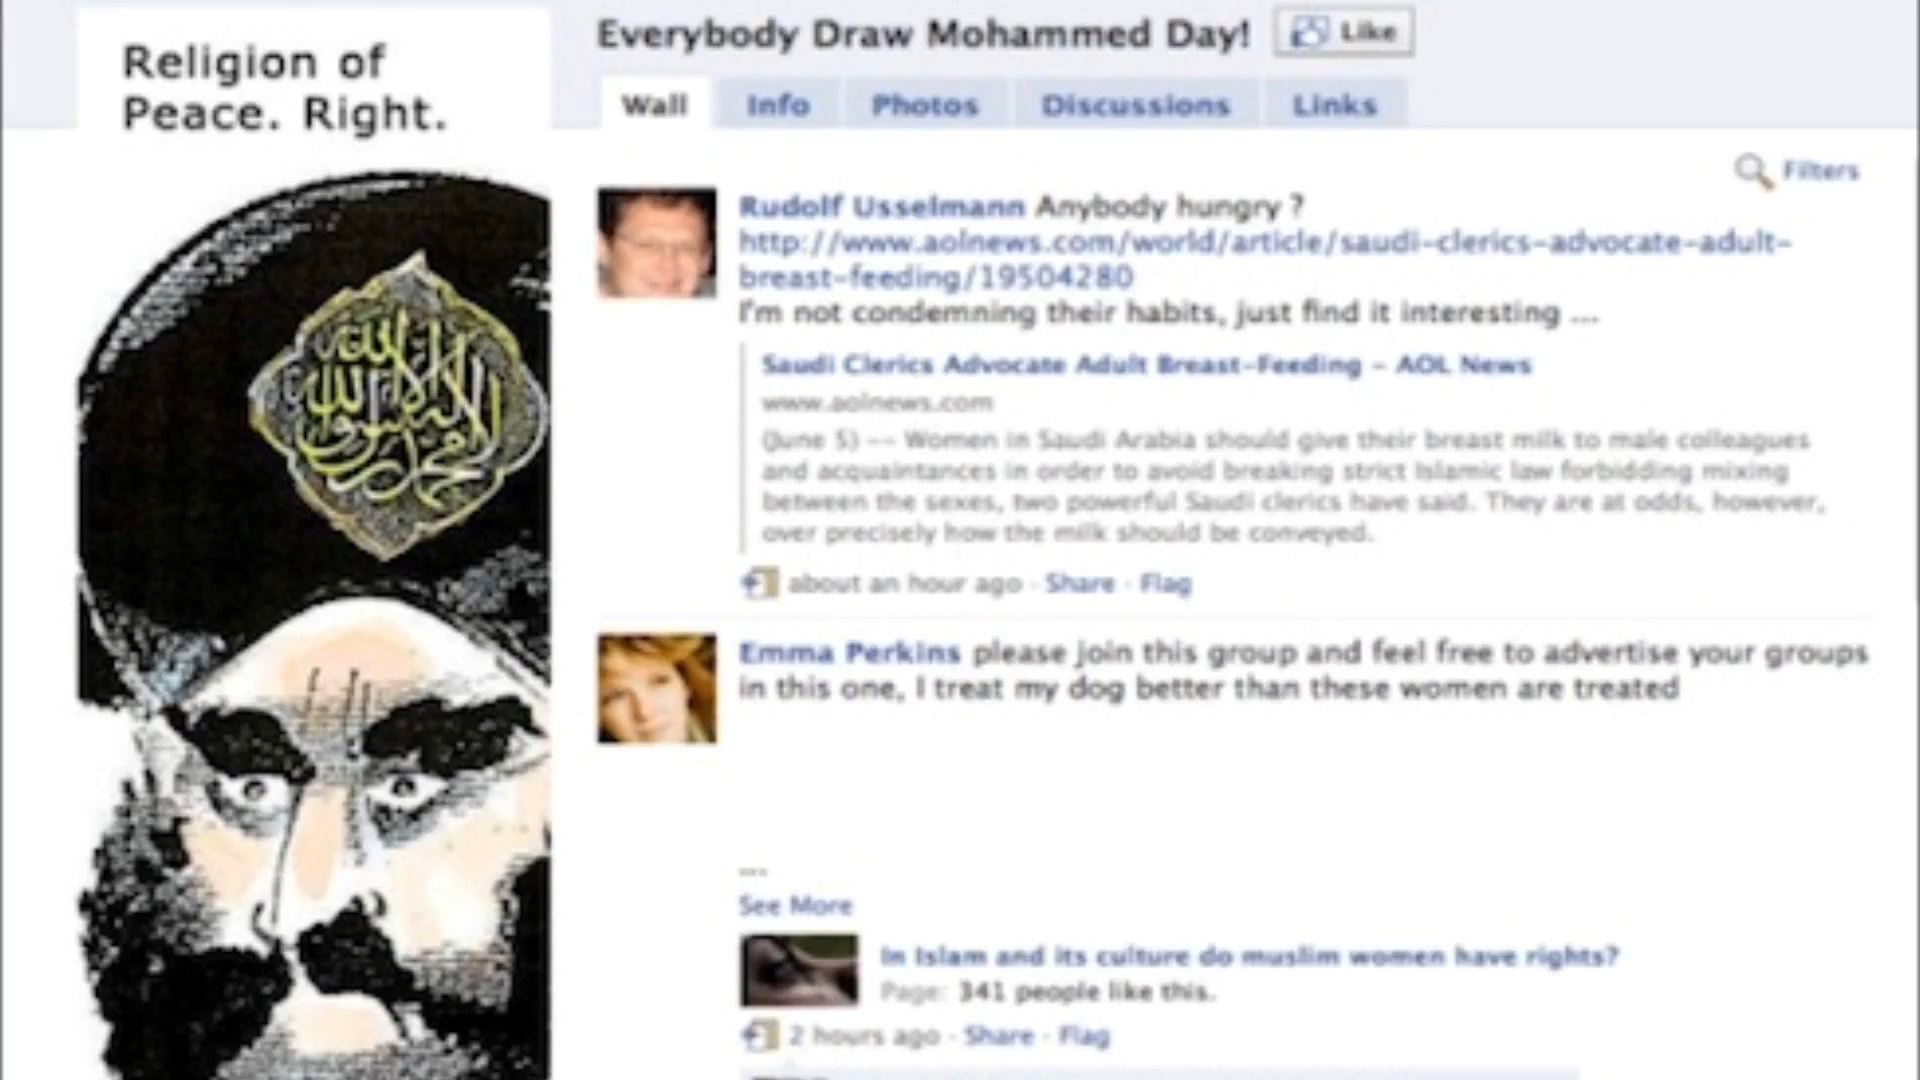 Religion of
Peace. Right.
Everybody Draw Mohammed Day!
Like
Wall Info Photos Discussions Links
Filters
Rudolf Usselmann Anybody hungry ?
http://www.aolnews.com/world/article/saudi-clerics-advocate-adult-
breast-feeding/19504280
I'm not condemning their habits, just find it interesting ...
Saudi Clerics Advocate Adult Breast-Feeding - AOL News
www.aolnews.com
(June 5) -- Women in Saudi Arabia should give their breast milk to male colleagues
and acquaintances in order to avoid breaking strict Islamic law forbidding mixing
between the sexes, two powerful Saudi clerics have said. They are at odds, however,
over precisely how the milk should be conveyed.
about an hour ago · Share · Flag
Emma Perkins please join this group and feel free to advertise your groups
in this one, I treat my dog better than these women are treated
...
See More
In Islam and its culture do muslim women have rights?
Page: 341 people like this.
2 hours ago · Share · Flag
لا إله إلا الله
محمد رسول الله